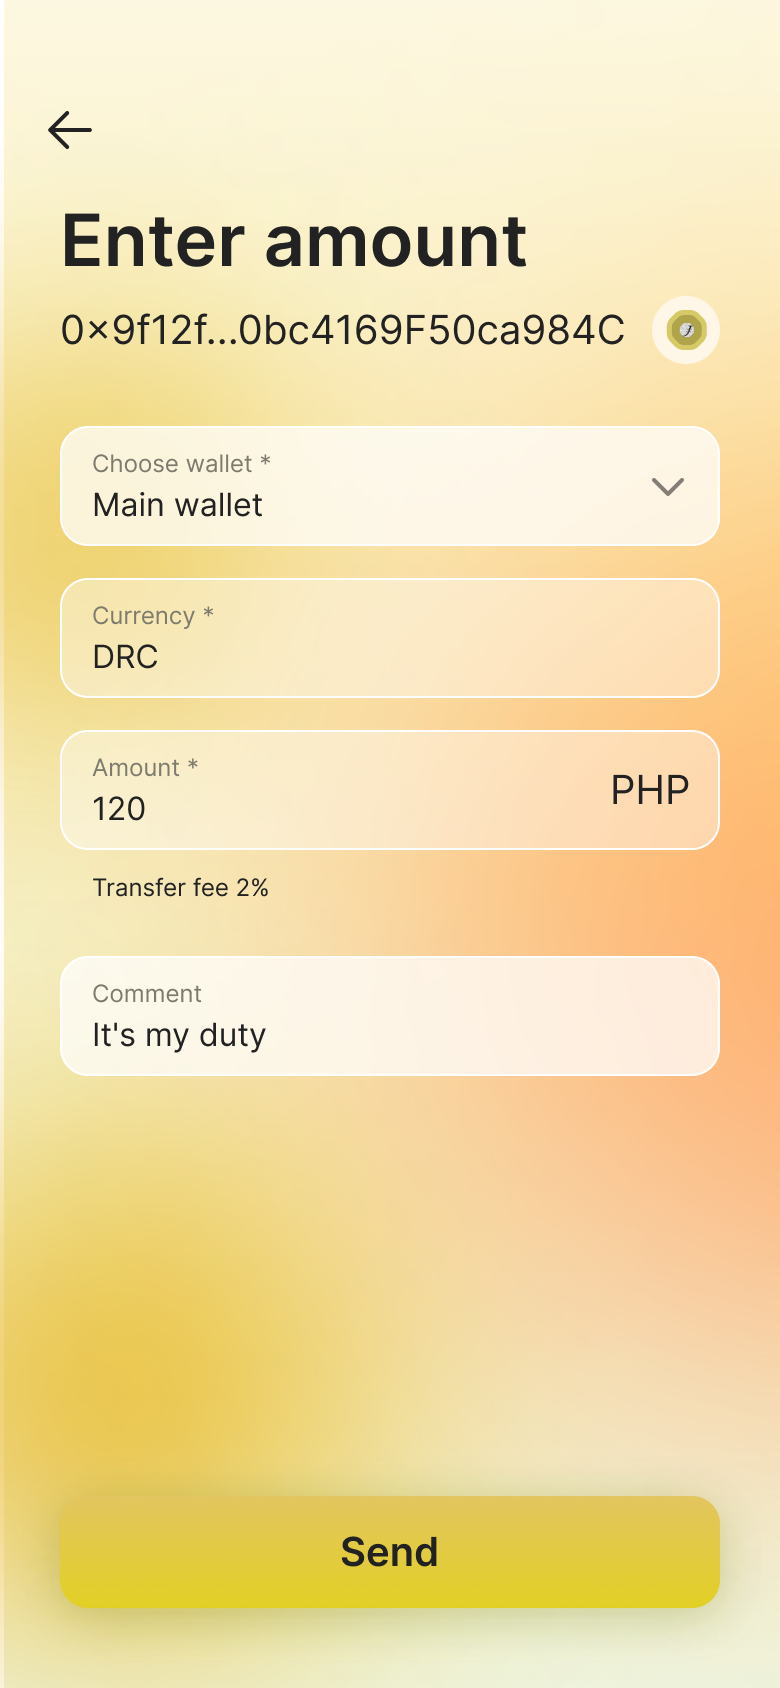 Enter amount
0×9f12f...0bc4169F50ca984C
Choose wallet *
Main wallet
Currency *
DRC
Amount *
120
PHP
Transfer fee 2%
Comment
It's my duty
Send